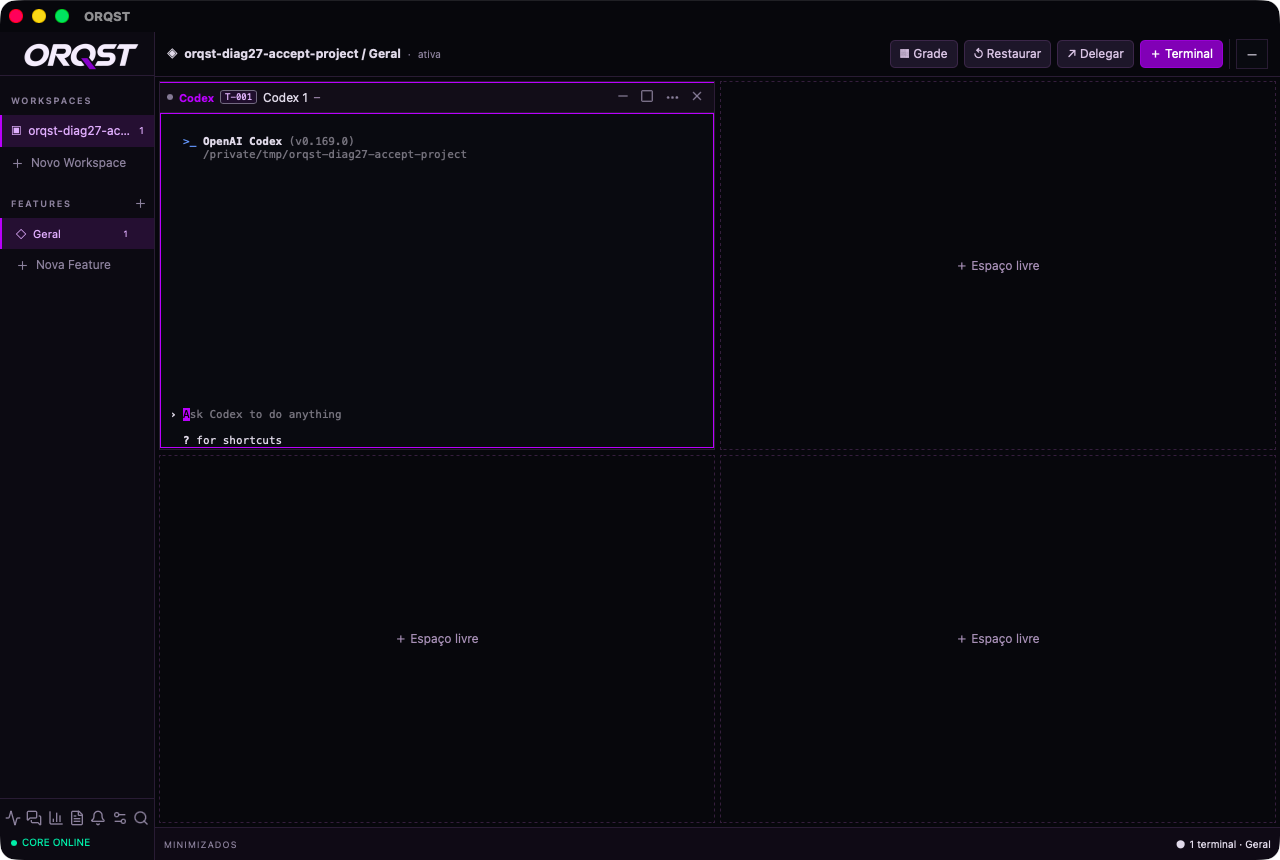 ORQST
ORQST
◈ orqst-diag27-accept-project / Geral · ativa
Grade
Restaurar
Delegar
+ Terminal
WORKSPACES
orqst-diag27-ac... 1
+ Novo Workspace
FEATURES +
Geral 1
+ Nova Feature
Codex T-001 Codex 1 –
>_ OpenAI Codex (v0.169.0)
/private/tmp/orqst-diag27-accept-project
› Ask Codex to do anything
? for shortcuts
+ Espaço livre
+ Espaço livre
+ Espaço livre
CORE ONLINE
MINIMIZADOS
1 terminal · Geral